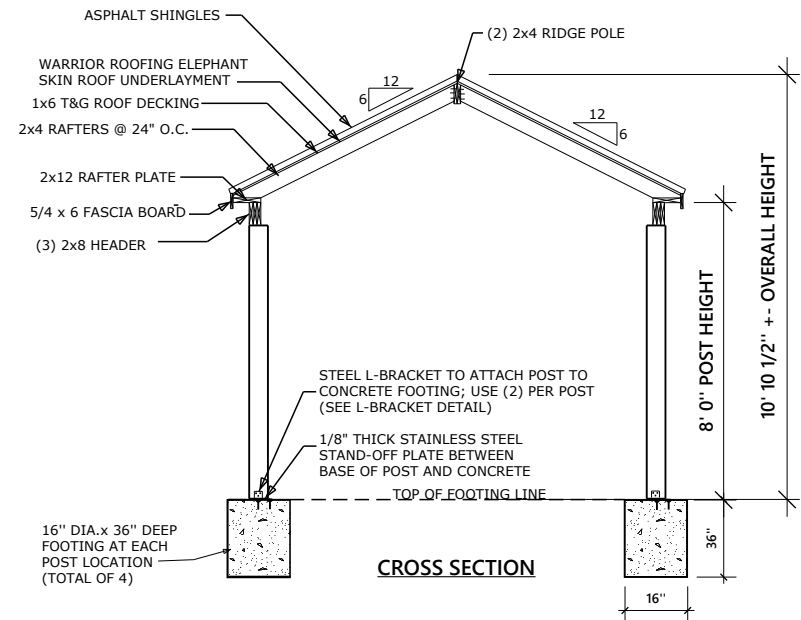 ASPHALT SHINGLES
(2) 2x4 RIDGE POLE
WARRIOR ROOFING ELEPHANT
SKIN ROOF UNDERLAYMENT
12
6
1x6 T&G ROOF DECKING
12
6
2x4 RAFTERS @ 24" O.C.
2x12 RAFTER PLATE
5/4 x 6 FASCIA BOARD
(3) 2x8 HEADER
8' 0" POST HEIGHT
10' 10 1/2" +- OVERALL HEIGHT
STEEL L-BRACKET TO ATTACH POST TO
CONCRETE FOOTING; USE (2) PER POST
(SEE L-BRACKET DETAIL)
1/8" THICK STAINLESS STEEL
STAND-OFF PLATE BETWEEN
BASE OF POST AND CONCRETE
TOP OF FOOTING LINE
16" DIA.x 36" DEEP
FOOTING AT EACH
POST LOCATION
(TOTAL OF 4)
36"
CROSS SECTION
16"